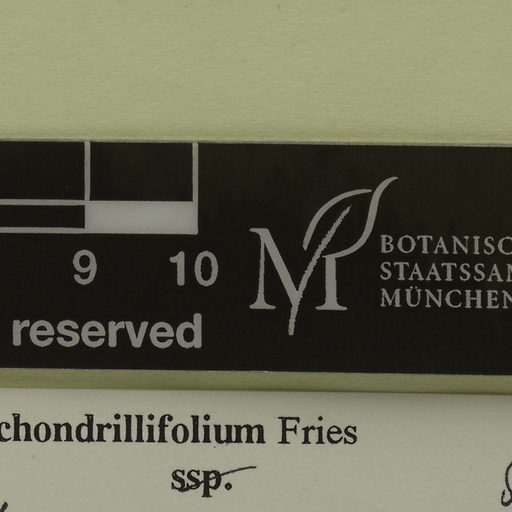 9 10
reserved
BOTANISC
STAATSSAM
MÜNCHEN
chondrillifolium Fries
ssp.